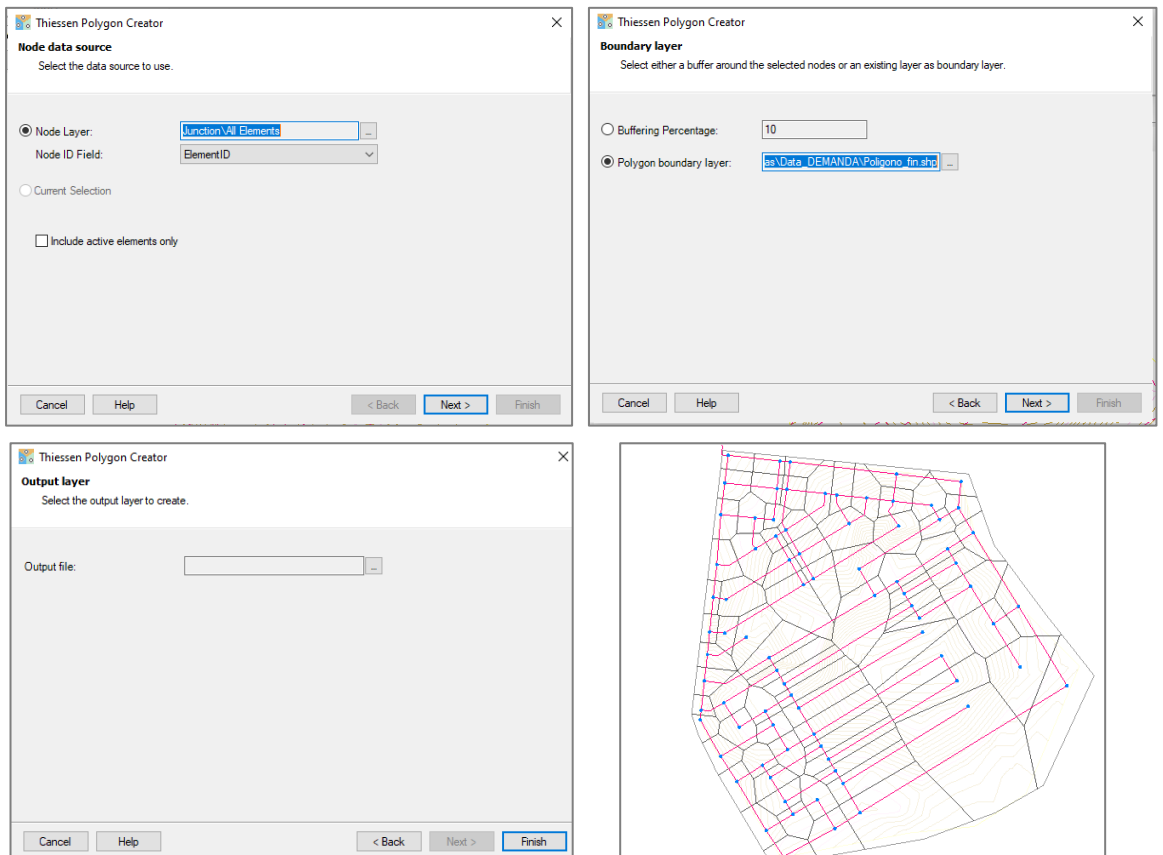 Thiessen Polygon Creator
Node data source
Select the data source to use.
Node Layer: Junction\All Elements ...
Node ID Field: ElementID
Current Selection
Include active elements only
Cancel Help < Back Next > Finish
Thiessen Polygon Creator
Boundary layer
Select either a buffer around the selected nodes or an existing layer as boundary layer.
Buffering Percentage: 10
Polygon boundary layer: as\Data_DEMANDA\Poligono_fin.shp ...
Cancel Help < Back Next > Finish
Thiessen Polygon Creator
Output layer
Select the output layer to create.
Output file: ...
Cancel Help < Back Next > Finish